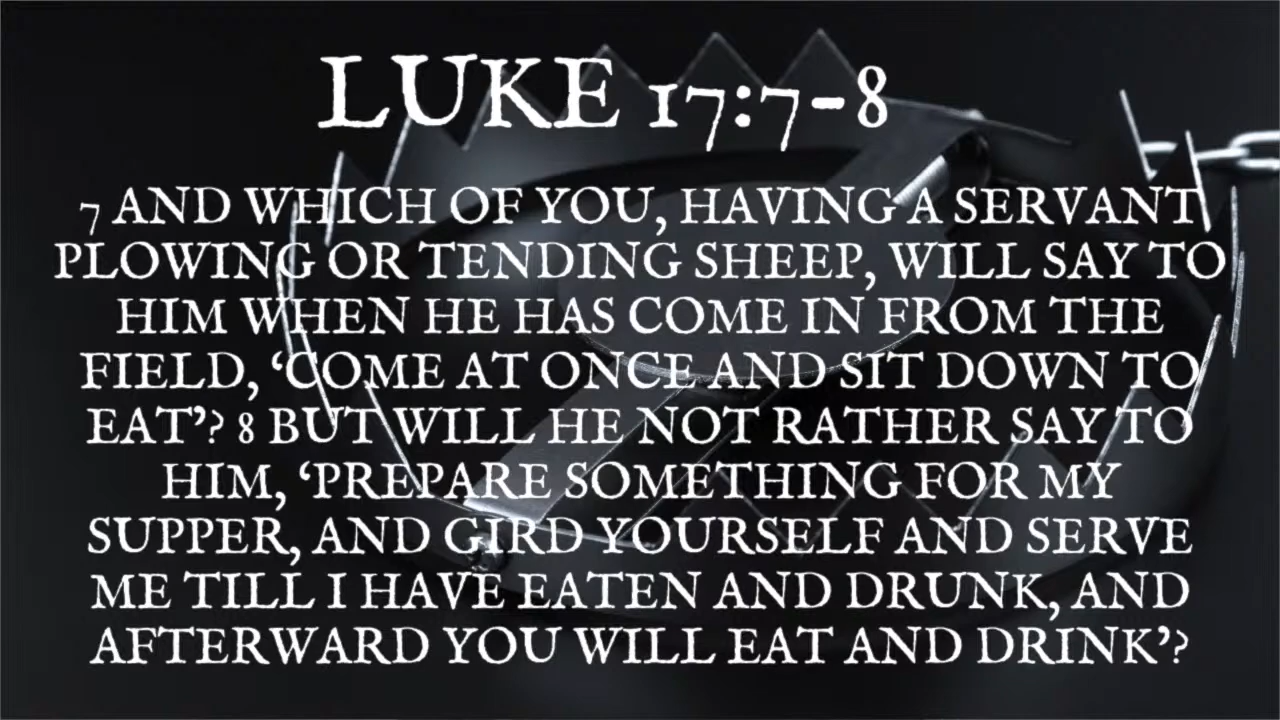 LUKE 17:7-8
7 AND WHICH OF YOU, HAVING A SERVANT
PLOWING OR TENDING SHEEP, WILL SAY TO
HIM WHEN HE HAS COME IN FROM THE
FIELD, ‘COME AT ONCE AND SIT DOWN TO
EAT’? 8 BUT WILL HE NOT RATHER SAY TO
HIM, ‘PREPARE SOMETHING FOR MY
SUPPER, AND GIRD YOURSELF AND SERVE
ME TILL I HAVE EATEN AND DRUNK, AND
AFTERWARD YOU WILL EAT AND DRINK’?